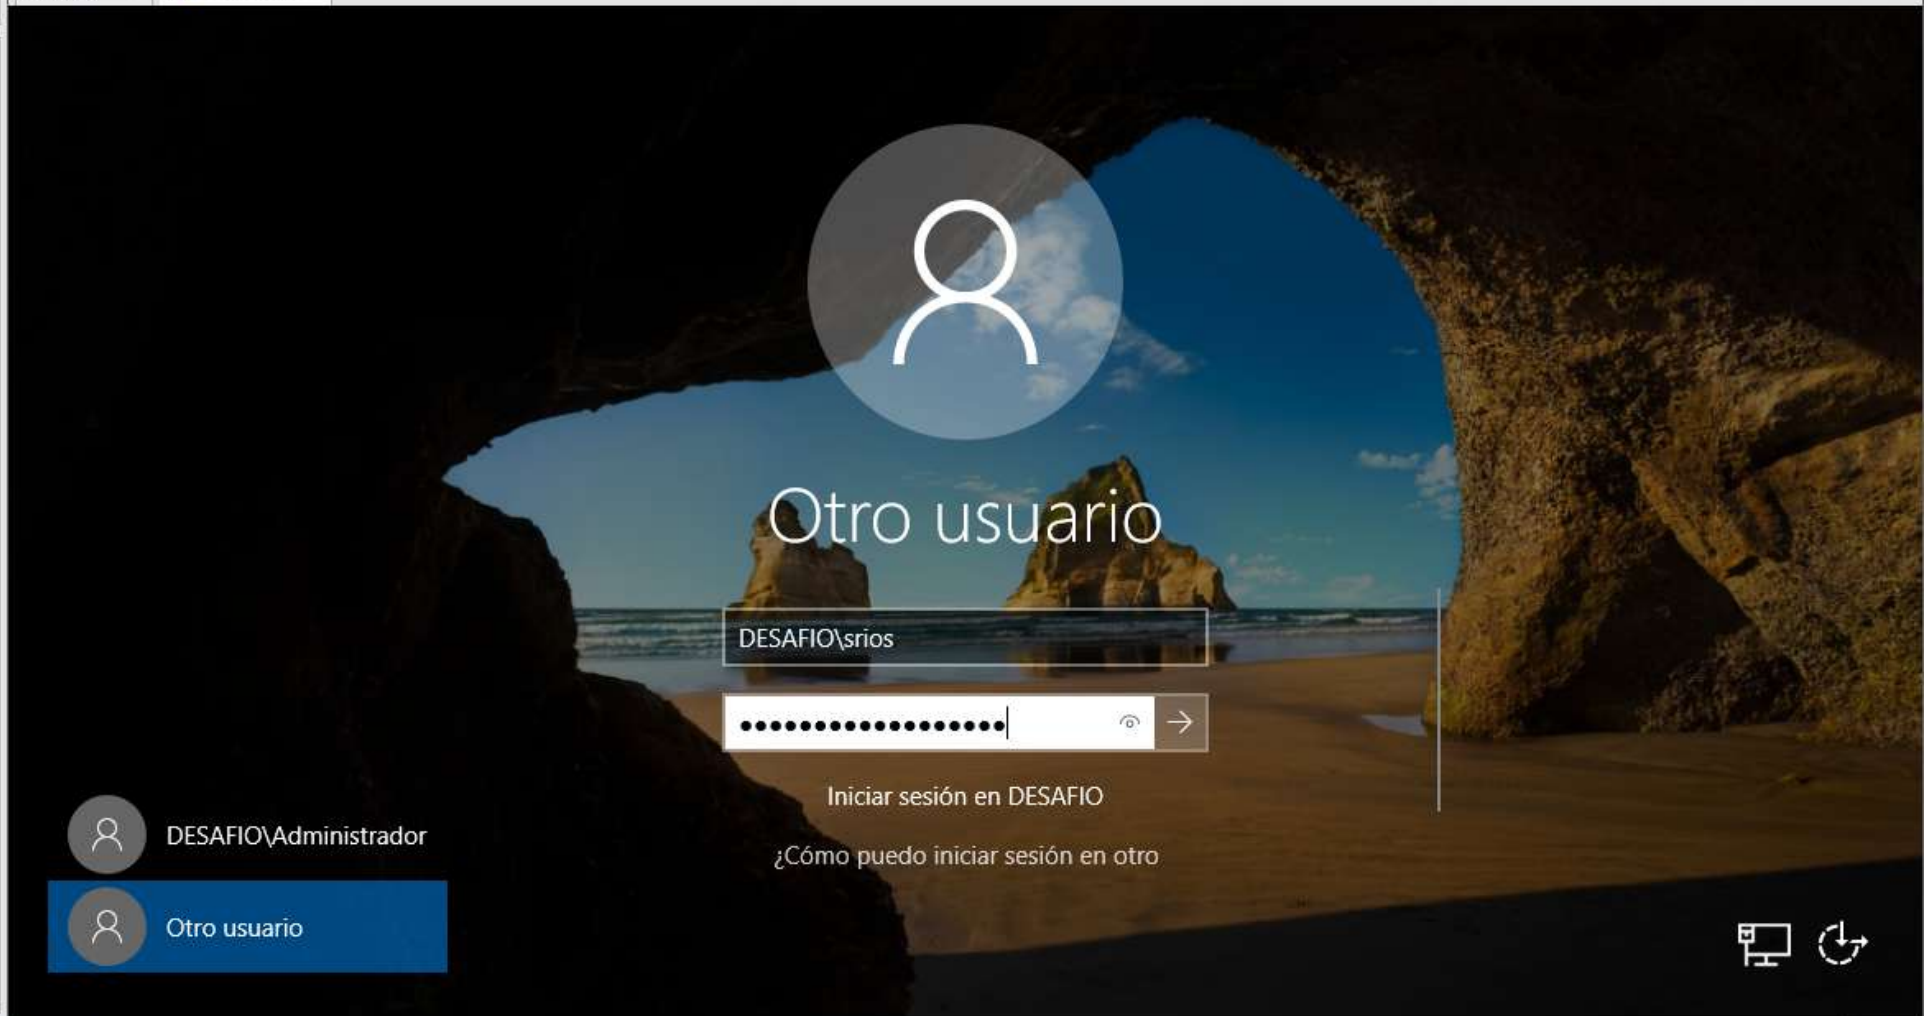 Otro usuario
DESAFIO\srios
Iniciar sesión en DESAFIO
¿Cómo puedo iniciar sesión en otro
DESAFIO\Administrador
Otro usuario